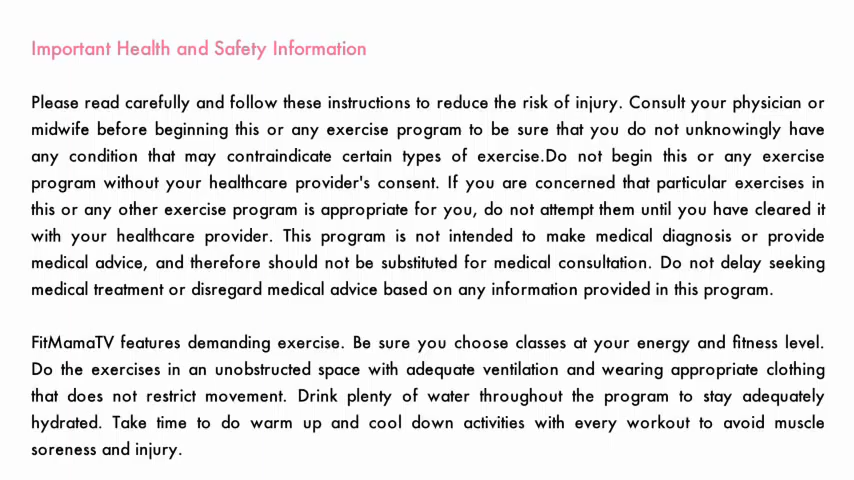 Important Health and Safety Information
Please read carefully and follow these instructions to reduce the risk of injury. Consult your physician or
midwife before beginning this or any exercise program to be sure that you do not unknowingly have
any condition that may contraindicate certain types of exercise.Do not begin this or any exercise
program without your healthcare provider's consent. If you are concerned that particular exercises in
this or any other exercise program is appropriate for you, do not attempt them until you have cleared it
with your healthcare provider. This program is not intended to make medical diagnosis or provide
medical advice, and therefore should not be substituted for medical consultation. Do not delay seeking
medical treatment or disregard medical advice based on any information provided in this program.
FitMamaTV features demanding exercise. Be sure you choose classes at your energy and fitness level.
Do the exercises in an unobstructed space with adequate ventilation and wearing appropriate clothing
that does not restrict movement. Drink plenty of water throughout the program to stay adequately
hydrated. Take time to do warm up and cool down activities with every workout to avoid muscle
soreness and injury.